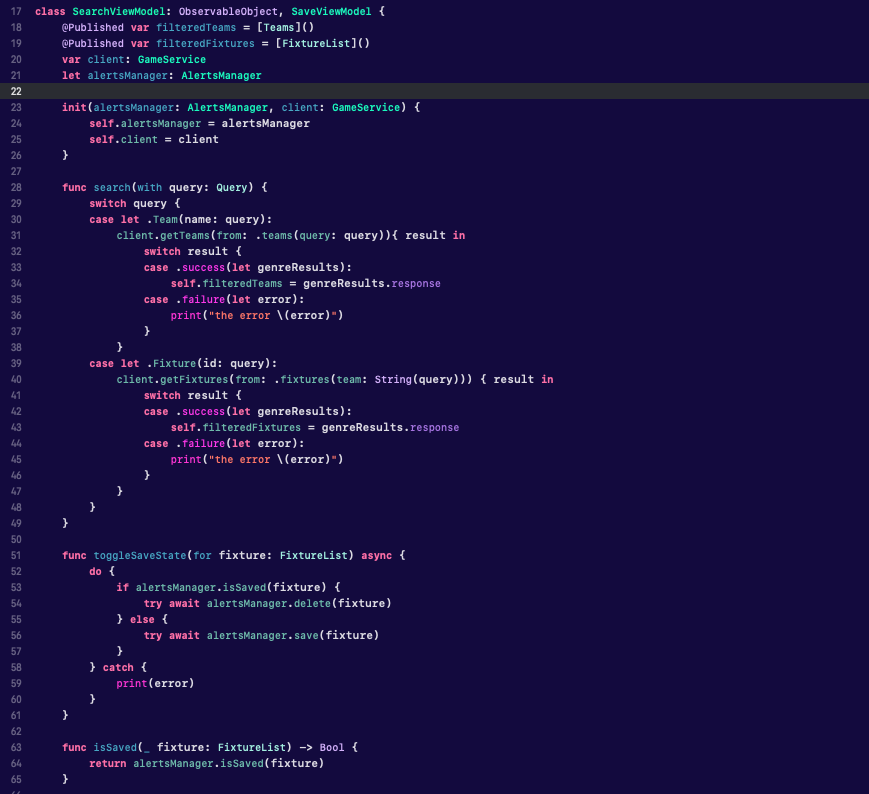 17 class SearchViewModel: ObservableObject, SaveViewModel {
18     @Published var filteredTeams = [Teams]()
19     @Published var filteredFixtures = [FixtureList]()
20     var client: GameService
21     let alertsManager: AlertsManager
22
23     init(alertsManager: AlertsManager, client: GameService) {
24         self.alertsManager = alertsManager
25         self.client = client
26     }
27
28     func search(with query: Query) {
29         switch query {
30         case let .Team(name: query):
31             client.getTeams(from: .teams(query: query)){ result in
32                 switch result {
33                 case .success(let genreResults):
34                     self.filteredTeams = genreResults.response
35                 case .failure(let error):
36                     print("the error \(error)")
37                 }
38             }
39         case let .Fixture(id: query):
40             client.getFixtures(from: .fixtures(team: String(query))) { result in
41                 switch result {
42                 case .success(let genreResults):
43                     self.filteredFixtures = genreResults.response
44                 case .failure(let error):
45                     print("the error \(error)")
46                 }
47             }
48         }
49     }
50
51     func toggleSaveState(for fixture: FixtureList) async {
52         do {
53             if alertsManager.isSaved(fixture) {
54                 try await alertsManager.delete(fixture)
55             } else {
56                 try await alertsManager.save(fixture)
57             }
58         } catch {
59             print(error)
60         }
61     }
62
63     func isSaved(_ fixture: FixtureList) -> Bool {
64         return alertsManager.isSaved(fixture)
65     }